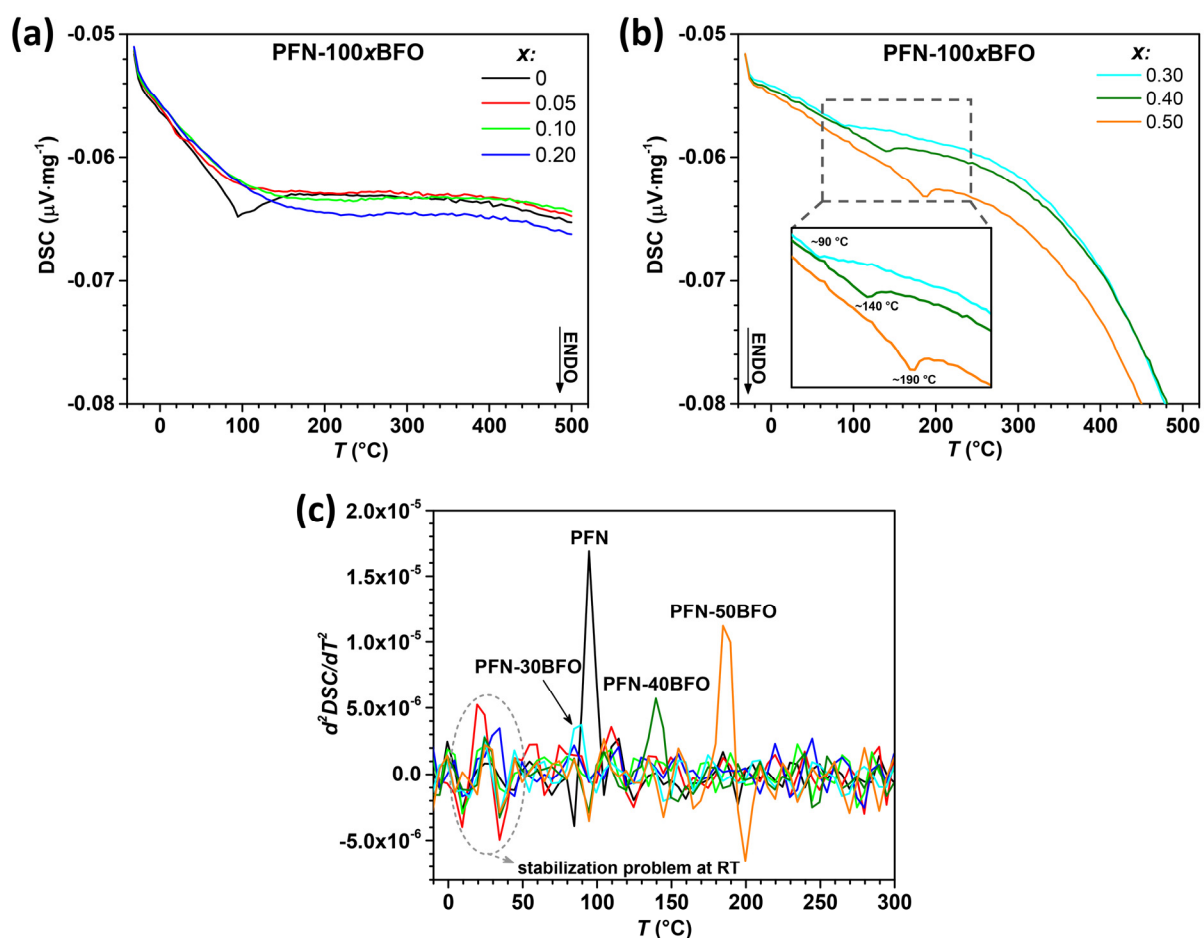 (a)
PFN-100xBFO
x:
0
0.05
0.10
0.20
-0.05
-0.06
-0.07
-0.08
DSC (μV·mg⁻¹)
ENDO
0 100 200 300 400 500
T (°C)
(b)
PFN-100xBFO
x:
0.30
0.40
0.50
-0.05
-0.06
-0.07
-0.08
DSC (μV·mg⁻¹)
~90 °C
~140 °C
~190 °C
ENDO
0 100 200 300 400 500
T (°C)
(c)
2.0x10⁻⁵
1.5x10⁻⁵
1.0x10⁻⁵
5.0x10⁻⁶
0.0
-5.0x10⁻⁶
d²DSC/dT²
PFN
PFN-50BFO
PFN-30BFO
PFN-40BFO
stabilization problem at RT
0 50 100 150 200 250 300
T (°C)